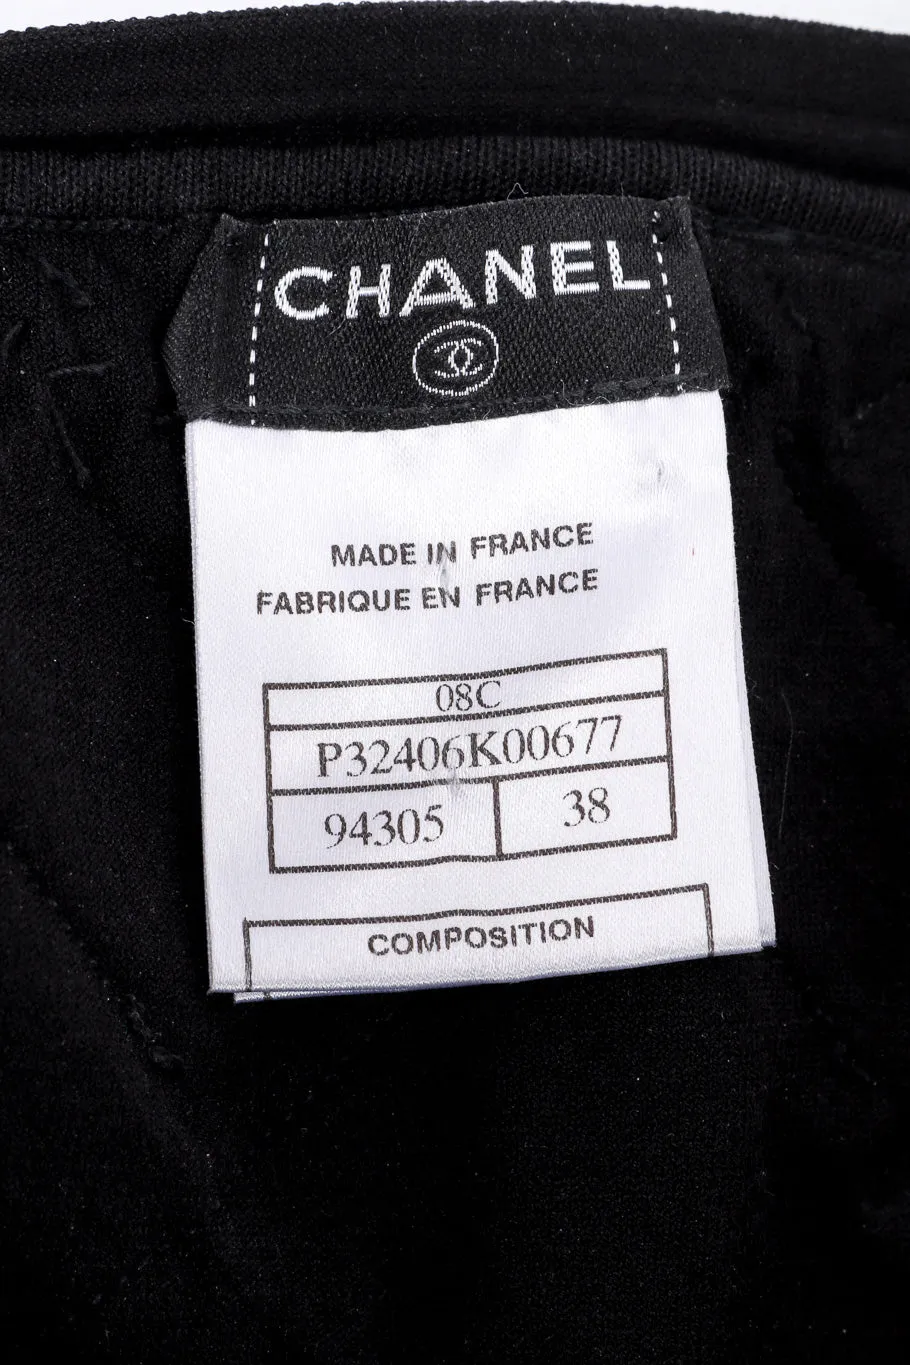 CHANEL
MADE IN FRANCE
FABRIQUE EN FRANCE
08C
P32406K00677
94305 38
COMPOSITION